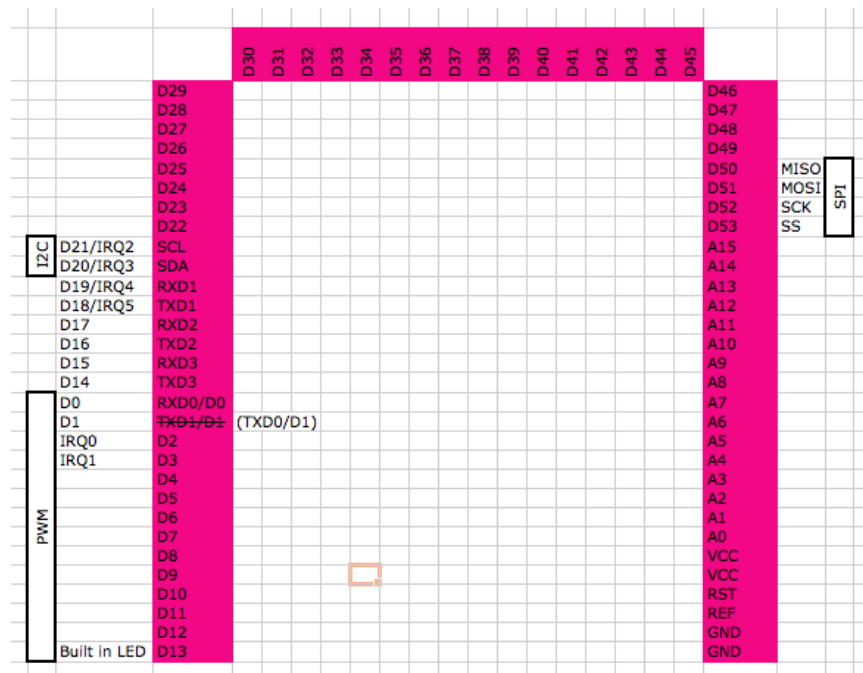 D30 D31 D32 D33 D34 D35 D36 D37 D38 D39 D40 D41 D42 D43 D44 D45
D29 D46
D28 D47
D27 D48
D26 D49
D25 D50 MISO
D24 D51 MOSI
D23 D52 SCK
D22 D53 SS
SPI
I2C
D21/IRQ2 SCL A15
D20/IRQ3 SDA A14
D19/IRQ4 RXD1 A13
D18/IRQ5 TXD1 A12
D17 RXD2 A11
D16 TXD2 A10
D15 RXD3 A9
D14 TXD3 A8
PWM
D0 RXD0/D0 A7
D1 TXD1/D1 (TXD0/D1) A6
IRQ0 D2 A5
IRQ1 D3 A4
D4 A3
D5 A2
D6 A1
D7 A0
D8 VCC
D9 VCC
D10 RST
D11 REF
D12 GND
Built in LED D13 GND